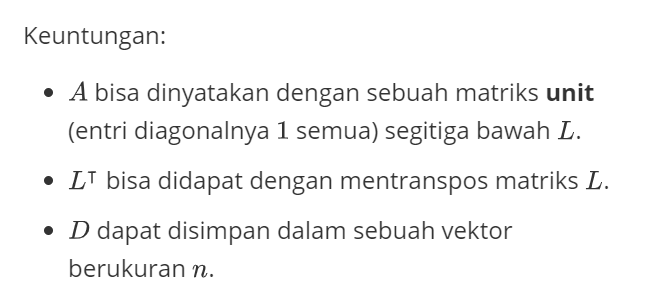 Keuntungan:
• A bisa dinyatakan dengan sebuah matriks unit
(entri diagonalnya 1 semua) segitiga bawah L.
• L⊺ bisa didapat dengan mentranspos matriks L.
• D dapat disimpan dalam sebuah vektor
berukuran n.